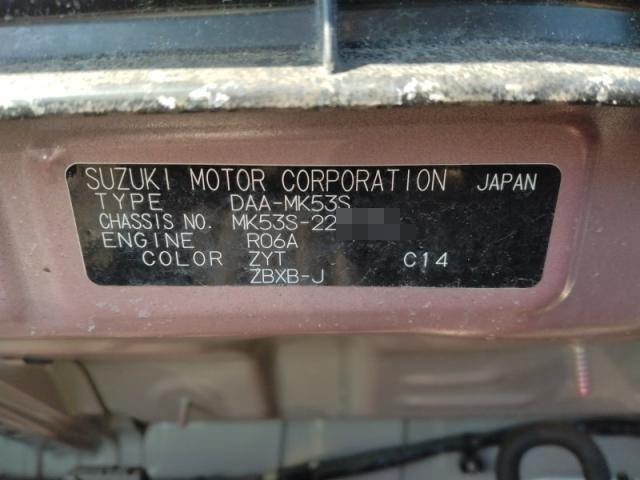 SUZUKI MOTOR CORPORATION JAPAN
TYPE DAA-MK53S
CHASSIS NO. MK53S-22
ENGINE R06A
COLOR ZYT C14
ZBXB-J